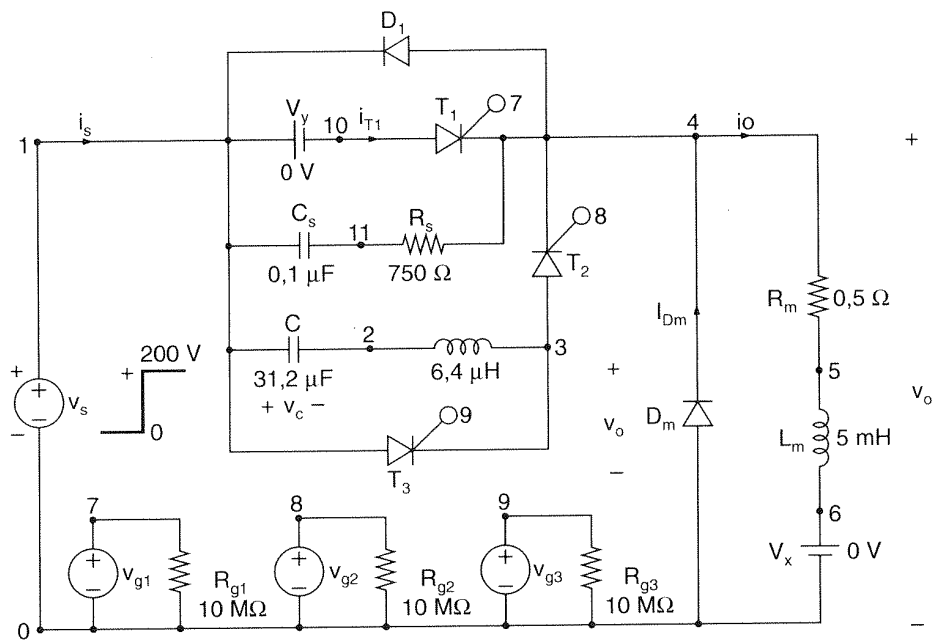 D1
Vy
10
iT1
T1
7
0 V
1
is
4
io
+
Cs
11
Rs
0,1 μF
750 Ω
8
T2
Rm
0,5 Ω
IDm
C
2
3
31,2 μF
6,4 μH
+ vc −
5
200 V
+
0
+
+
−
−
vs
9
T3
+
vo
−
Dm
Lm
5 mH
vo
6
Vx
0 V
7
8
9
+
−
vg1
Rg1
10 MΩ
+
−
vg2
Rg2
10 MΩ
+
−
vg3
Rg3
10 MΩ
0
−